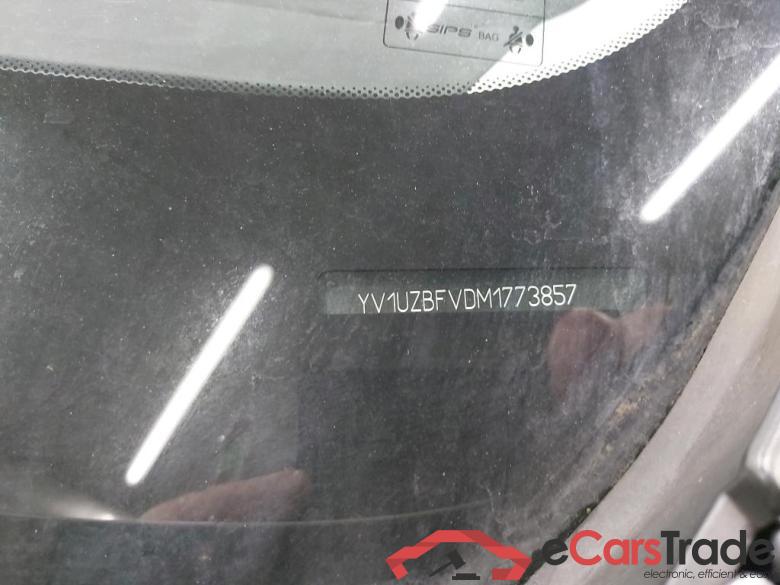 SIPS BAG
YV1UZBFVDM1773857
eCarsTrade
electronic, efficient &